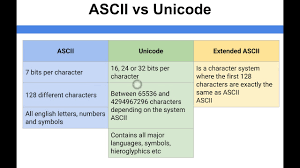 ASCII vs Unicode
ASCII
7 bits per character
128 different characters
All english letters, numbers
and symbols
Unicode
16, 24 or 32 bits per
character
Between 65536 and
4294967296 characters
depending on the system
ASCII
Contains all major
languages, symbols,
hieroglyphics etc
Extended ASCII
Is a character system
where the first 128
characters are exactly the
same as ASCII
ASCII